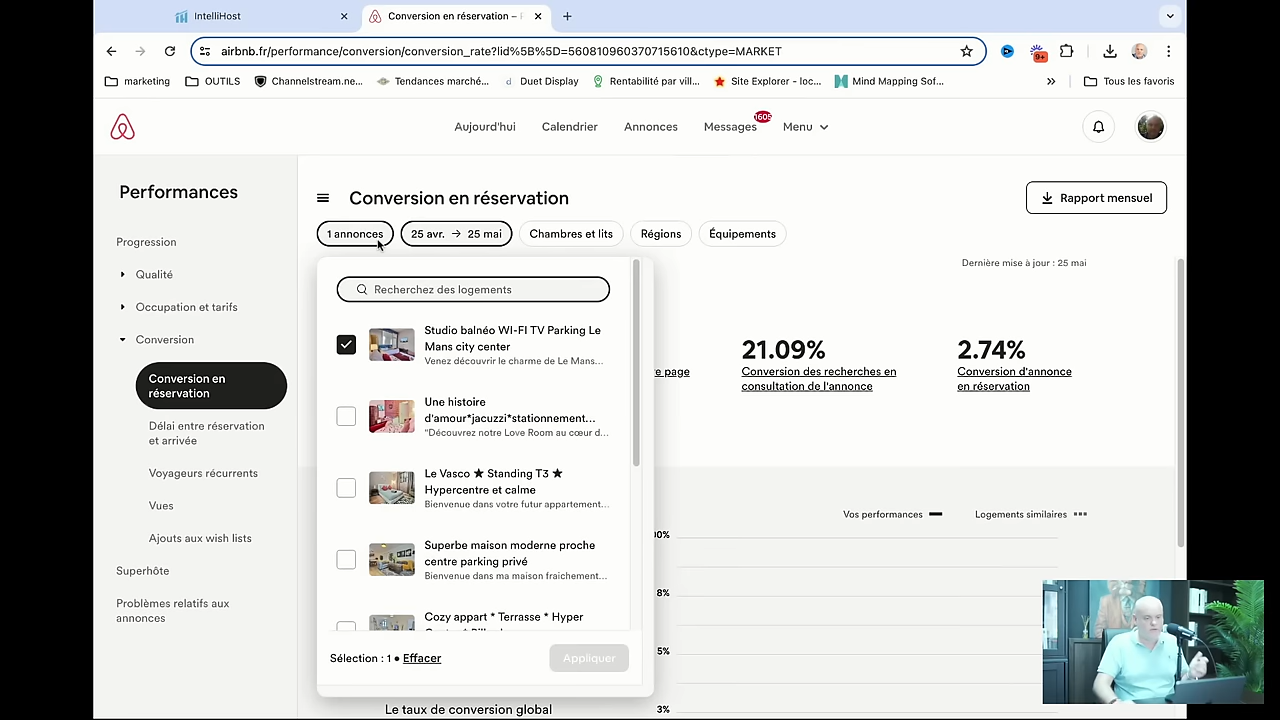 IntelliHost
Conversion en réservation –
airbnb.fr/performance/conversion/conversion_rate?lid%5B%5D=560810960370715610&ctype=MARKET
9+
marketing
OUTILS
Channelstream.ne...
Tendances marché...
Duet Display
Rentabilité par vill...
Site Explorer - loc...
Mind Mapping Sof...
Tous les favoris
Aujourd'hui
Calendrier
Annonces
Messages
1605
Menu
Performances
Progression
Qualité
Occupation et tarifs
Conversion
Conversion en
réservation
Délai entre réservation
et arrivée
Voyageurs récurrents
Vues
Ajouts aux wish lists
Superhôte
Problèmes relatifs aux
annonces
Conversion en réservation
Rapport mensuel
1 annonces
25 avr. → 25 mai
Chambres et lits
Régions
Équipements
Dernière mise à jour : 25 mai
Recherchez des logements
Studio balnéo WI-FI TV Parking Le
Mans city center
Venez découvrir le charme de Le Mans...
Une histoire
d'amour*jacuzzi*stationnement...
"Découvrez notre Love Room au cœur d...
Le Vasco ★ Standing T3 ★
Hypercentre et calme
Bienvenue dans votre futur appartement...
Superbe maison moderne proche
centre parking privé
Bienvenue dans ma maison fraichement...
Cozy appart * Terrasse * Hyper
Sélection : 1 • Effacer
Appliquer
re page
21.09%
Conversion des recherches en
consultation de l'annonce
2.74%
Conversion d'annonce
en réservation
Vos performances
Logements similaires
0%
8%
5%
3%
Le taux de conversion global